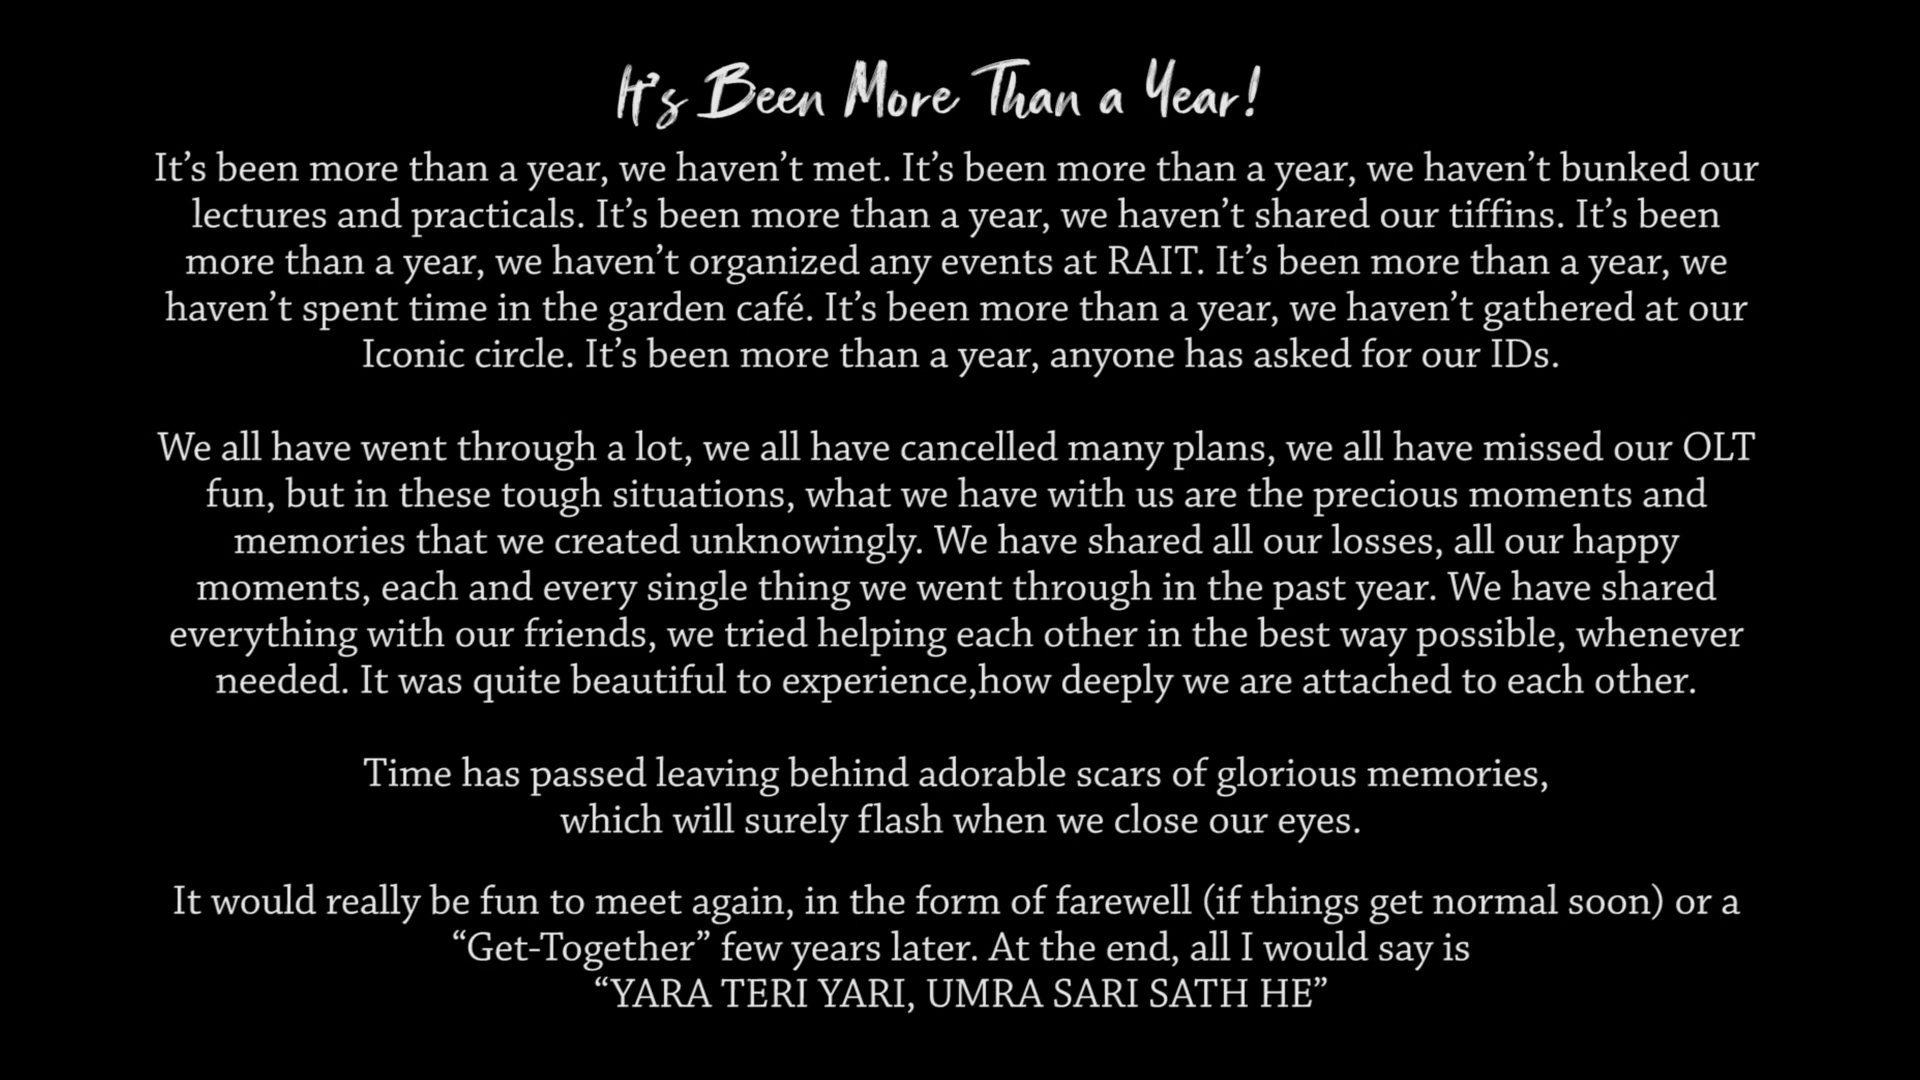 It's Been More Than a Year!
It’s been more than a year, we haven’t met. It’s been more than a year, we haven’t bunked our
lectures and practicals. It’s been more than a year, we haven’t shared our tiffins. It’s been
more than a year, we haven’t organized any events at RAIT. It’s been more than a year, we
haven’t spent time in the garden café. It’s been more than a year, we haven’t gathered at our
Iconic circle. It’s been more than a year, anyone has asked for our IDs.
We all have went through a lot, we all have cancelled many plans, we all have missed our OLT
fun, but in these tough situations, what we have with us are the precious moments and
memories that we created unknowingly. We have shared all our losses, all our happy
moments, each and every single thing we went through in the past year. We have shared
everything with our friends, we tried helping each other in the best way possible, whenever
needed. It was quite beautiful to experience,how deeply we are attached to each other.
Time has passed leaving behind adorable scars of glorious memories,
which will surely flash when we close our eyes.
It would really be fun to meet again, in the form of farewell (if things get normal soon) or a
“Get-Together” few years later. At the end, all I would say is
“YARA TERI YARI, UMRA SARI SATH HE”